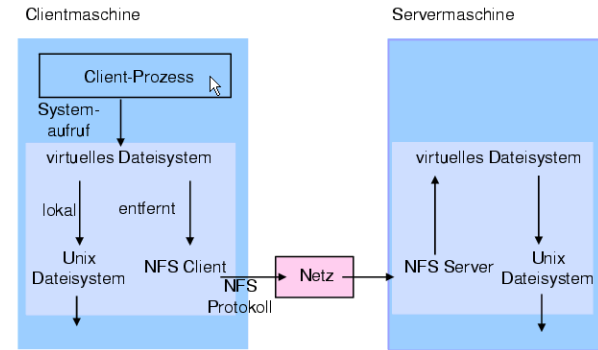 Clientmaschine
Servermaschine
Client-Prozess
System-
aufruf
virtuelles Dateisystem
lokal
entfernt
Unix
Dateisystem
NFS Client
NFS
Protokoll
Netz
virtuelles Dateisystem
NFS Server
Unix
Dateisystem